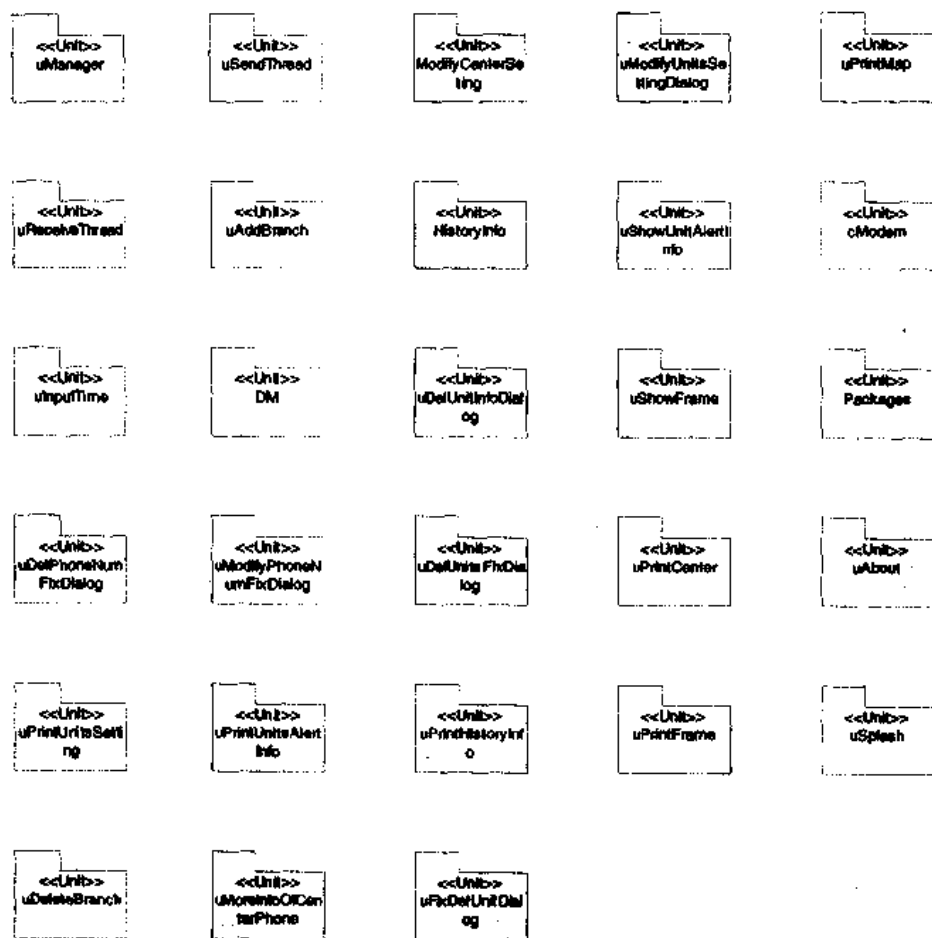 <<Unit>>
uManager
<<Unit>>
uSendThread
<<Unit>>
ModifyCenterSe
tting
<<Unit>>
uModifyUnitsSe
ttingDialog
<<Unit>>
uPrintMap
<<Unit>>
uReceiveThread
<<Unit>>
uAddBranch
<<Unit>>
HistoryInfo
<<Unit>>
uShowUnitAlertI
nfo
<<Unit>>
cModem
<<Unit>>
uInputTime
<<Unit>>
DM
<<Unit>>
uDelUnitInfoDial
og
<<Unit>>
uShowFrame
<<Unit>>
Packages
<<Unit>>
uDelPhoneNum
FixDialog
<<Unit>>
uModifyPhoneN
umFixDialog
<<Unit>>
uDelUnitsFixDia
log
<<Unit>>
uPrintCenter
<<Unit>>
uAbout
<<Unit>>
uPrintUnitsSetti
ng
<<Unit>>
uPrintUnitsAlert
Info
<<Unit>>
uPrintHistoryInf
o
<<Unit>>
uPrintFrame
<<Unit>>
uSplash
<<Unit>>
uDeleteBranch
<<Unit>>
uMoreInfoOfCen
terPhone
<<Unit>>
uFixDefUnitDial
og